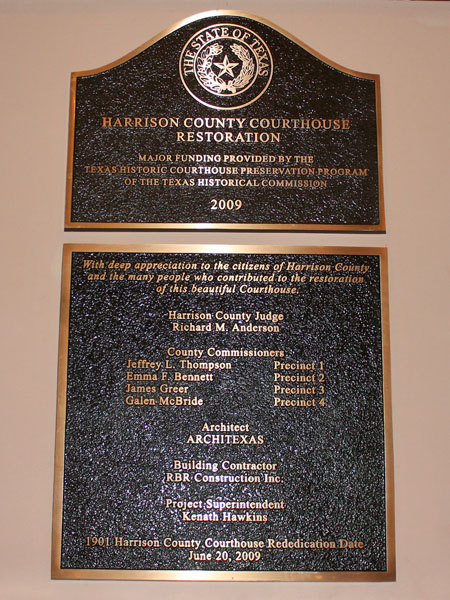 THE STATE OF TEXAS
HARRISON COUNTY COURTHOUSE
RESTORATION
MAJOR FUNDING PROVIDED BY THE
TEXAS HISTORIC COURTHOUSE PRESERVATION PROGRAM
OF THE TEXAS HISTORICAL COMMISSION
2009
With deep appreciation to the citizens of Harrison County
and the many people who contributed to the restoration
of this beautiful Courthouse.
Harrison County Judge
Richard M. Anderson
County Commissioners
Jeffrey L. Thompson Precinct 1
Emma F. Bennett Precinct 2
James Greer Precinct 3
Galen McBride Precinct 4
Architect
ARCHITEXAS
Building Contractor
RBR Construction Inc.
Project Superintendent
Kenath Hawkins
1901 Harrison County Courthouse Rededication Date
June 20, 2009